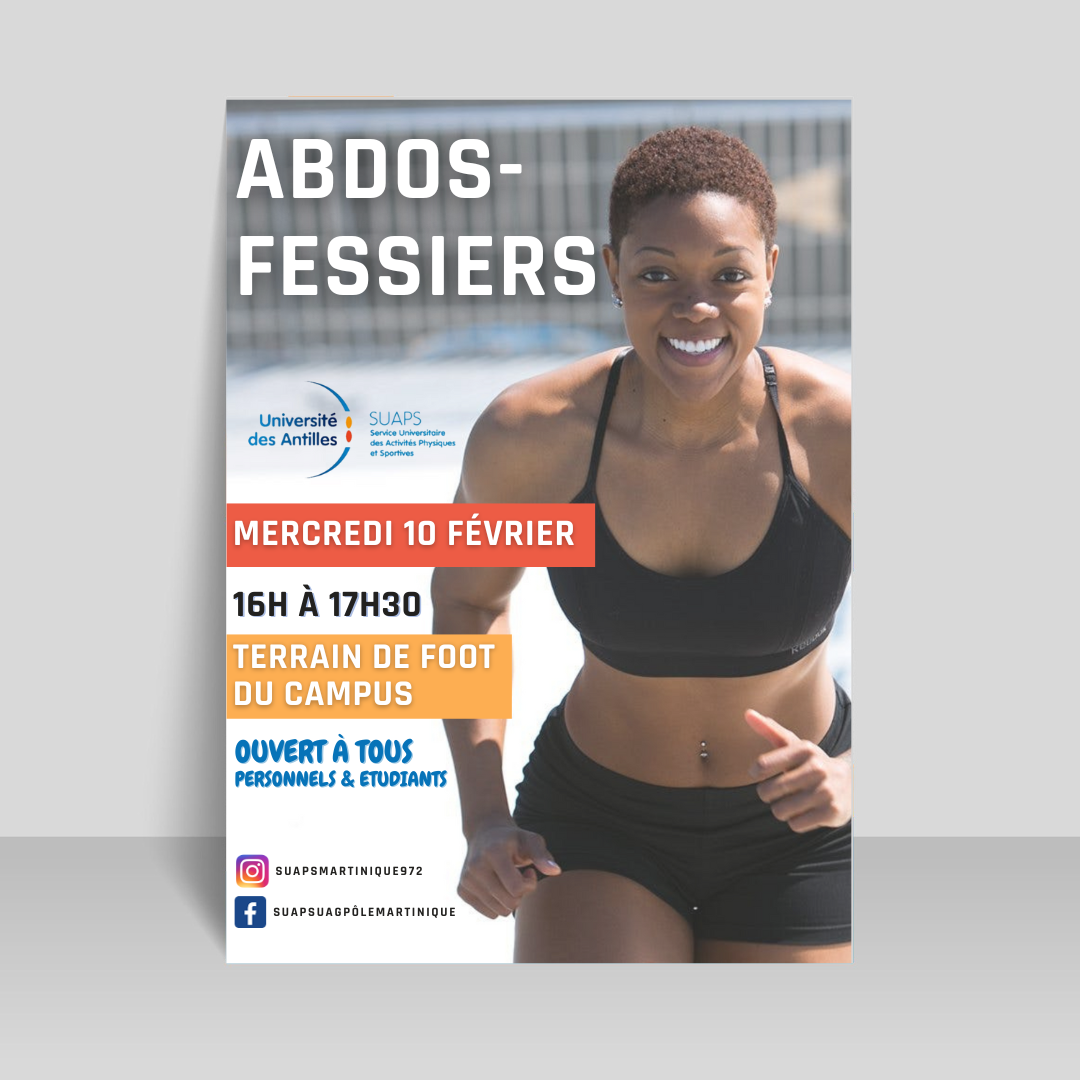 ABDOS-
FESSIERS
Université
des Antilles
SUAPS
Service Universitaire
des Activités Physiques
et Sportives
MERCREDI 10 FÉVRIER
16H À 17H30
TERRAIN DE FOOT
DU CAMPUS
OUVERT À TOUS
PERSONNELS & ETUDIANTS
Reebok
SUAPSMARTINIQUE972
SUAPSUAGPÔLEMARTINIQUE